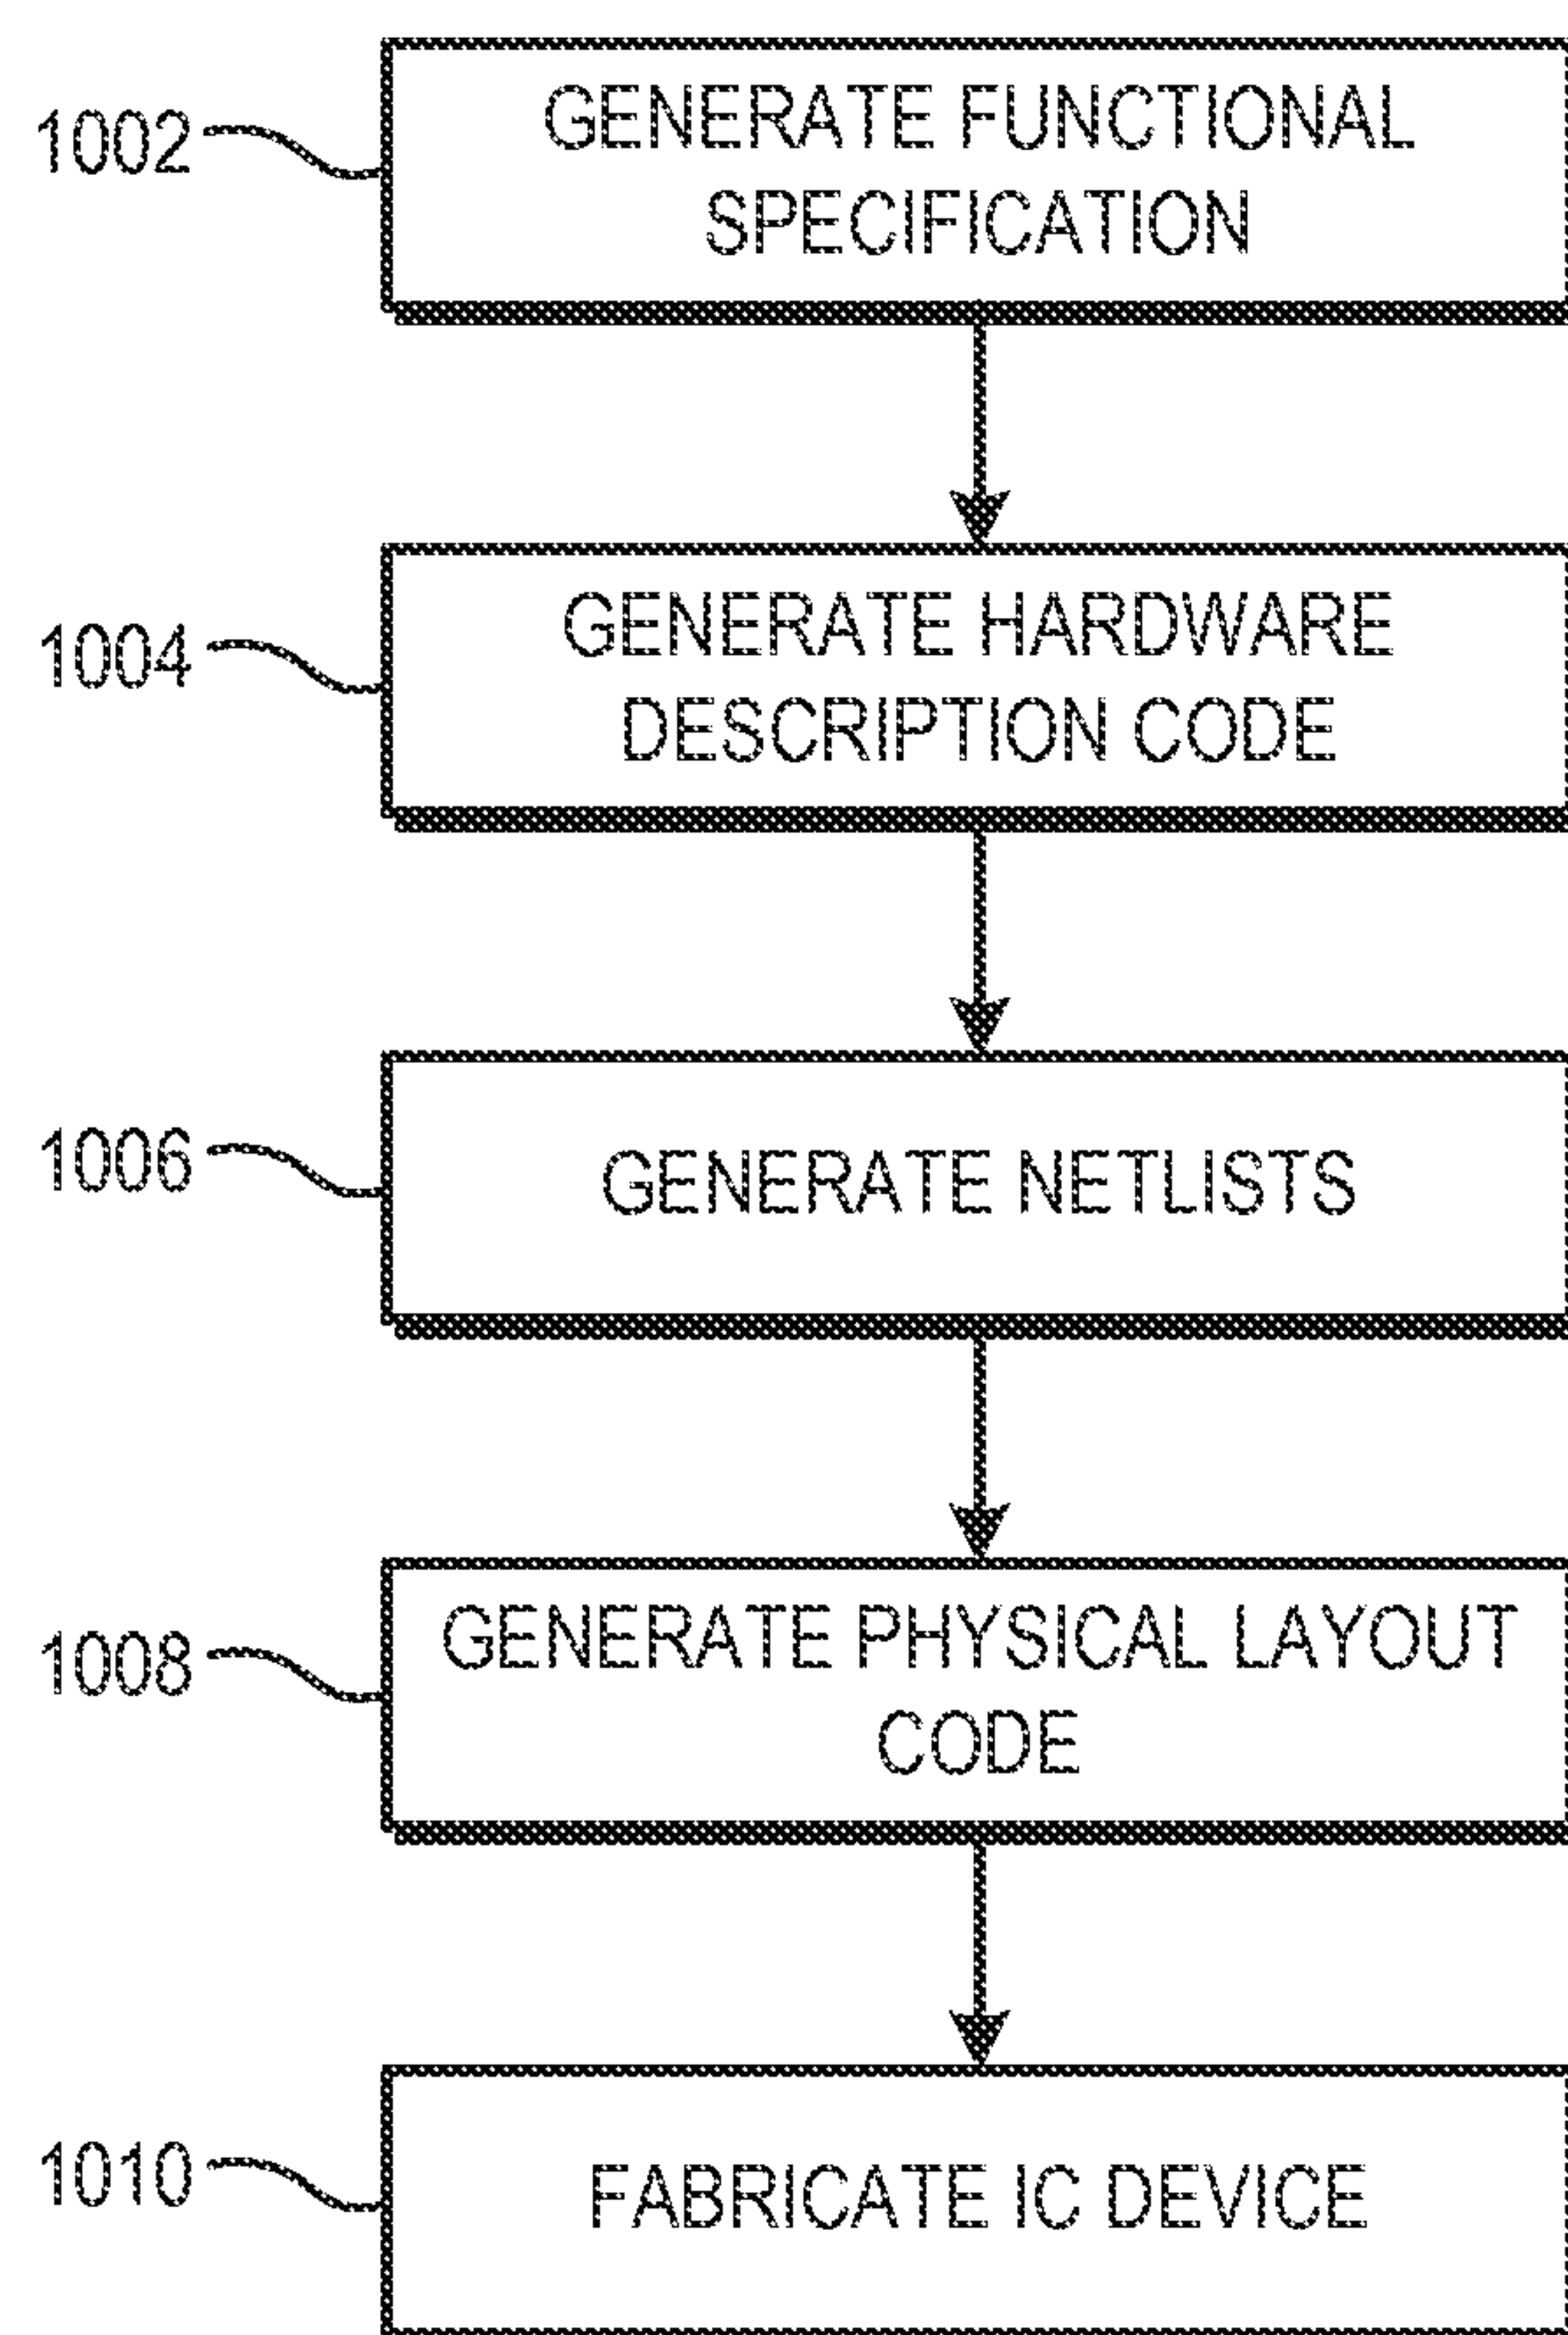 1002
GENERATE FUNCTIONAL
SPECIFICATION
1004
GENERATE HARDWARE
DESCRIPTION CODE
1006
GENERATE NETLISTS
1008
GENERATE PHYSICAL LAYOUT
CODE
1010
FABRICATE IC DEVICE